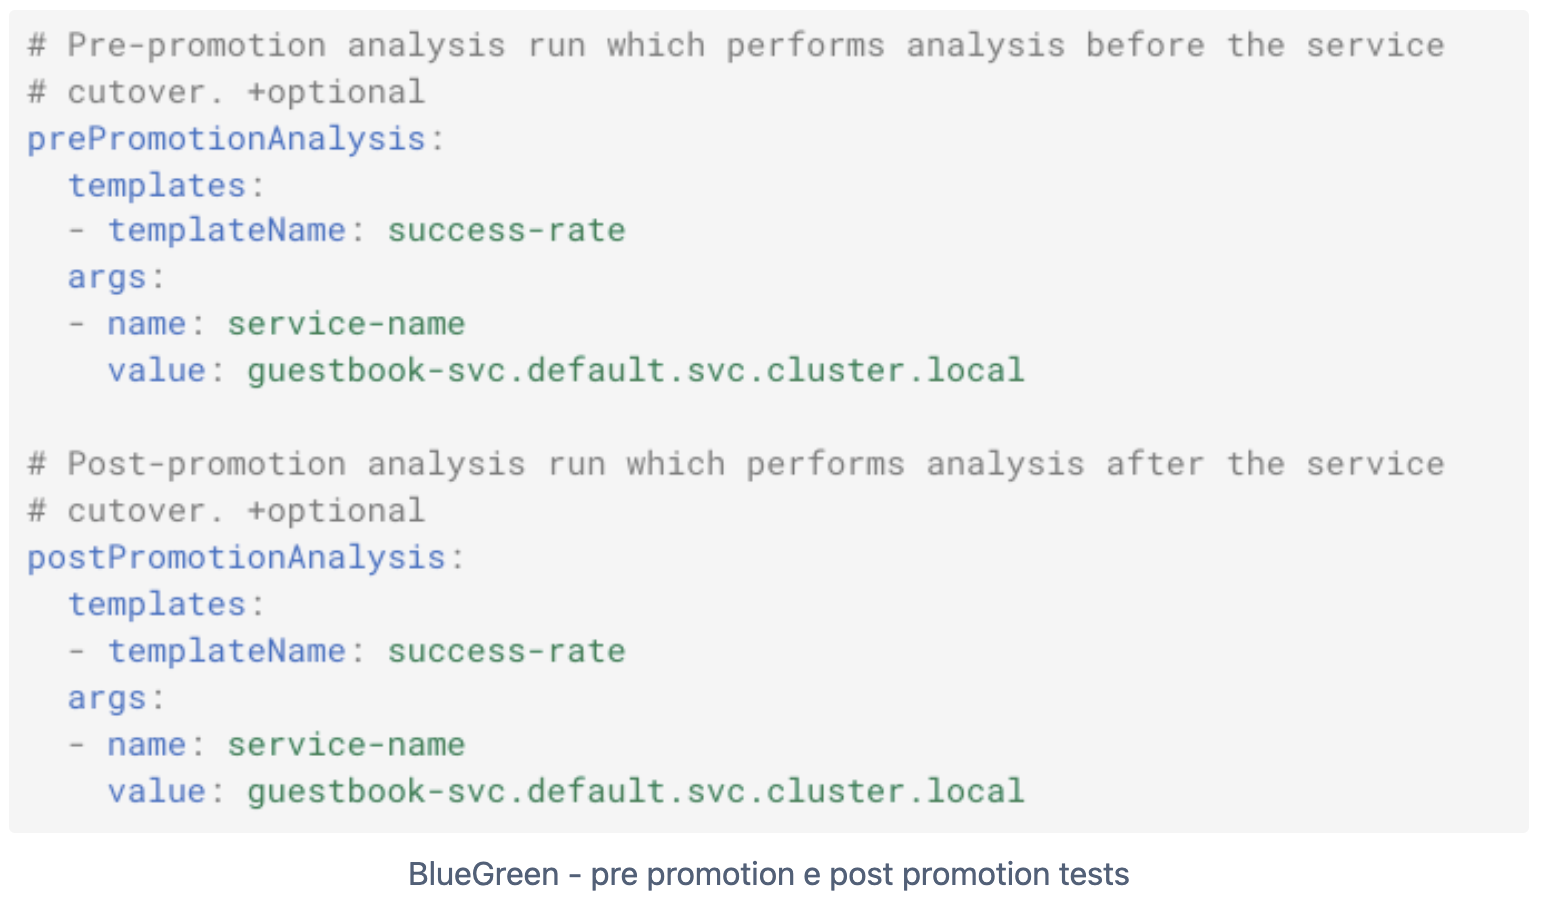 # Pre-promotion analysis run which performs analysis before the service
# cutover. +optional
prePromotionAnalysis:
  templates:
  - templateName: success-rate
  args:
  - name: service-name
    value: guestbook-svc.default.svc.cluster.local

# Post-promotion analysis run which performs analysis after the service
# cutover. +optional
postPromotionAnalysis:
  templates:
  - templateName: success-rate
  args:
  - name: service-name
    value: guestbook-svc.default.svc.cluster.local
BlueGreen - pre promotion e post promotion tests